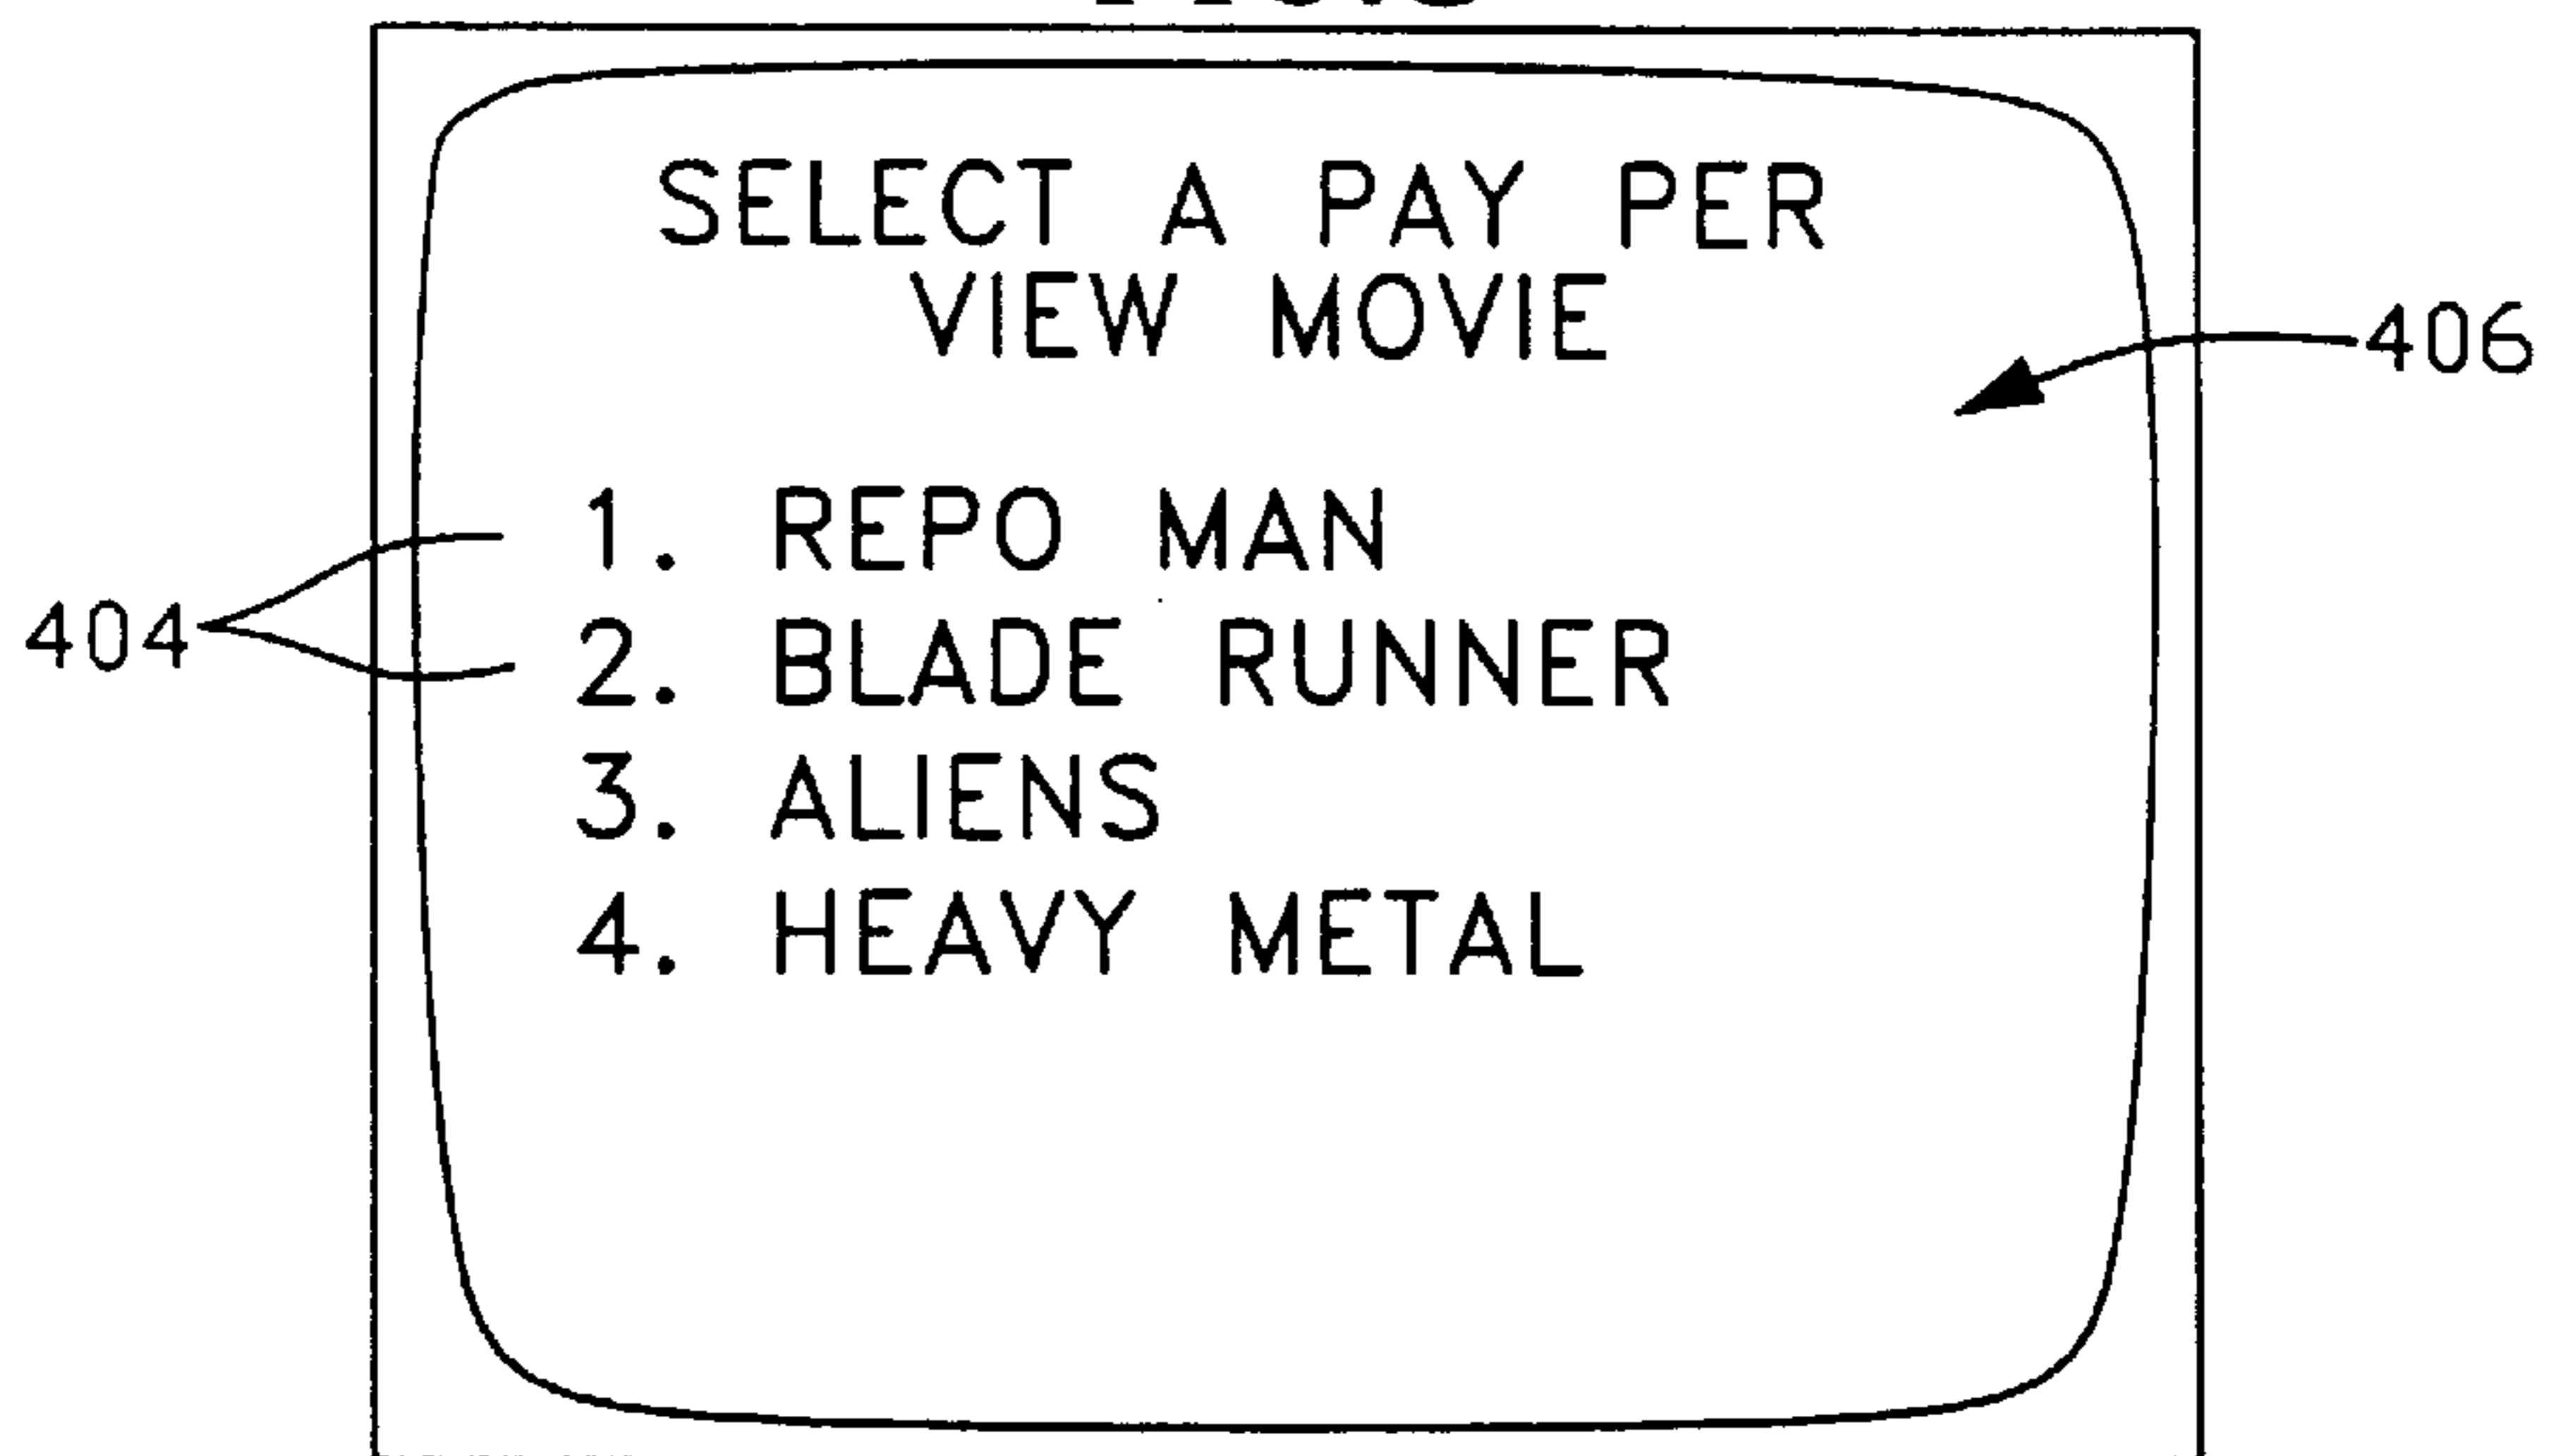 SELECT A PAY PER
VIEW MOVIE
406
1. REPO MAN
404
2. BLADE RUNNER
3. ALIENS
4. HEAVY METAL